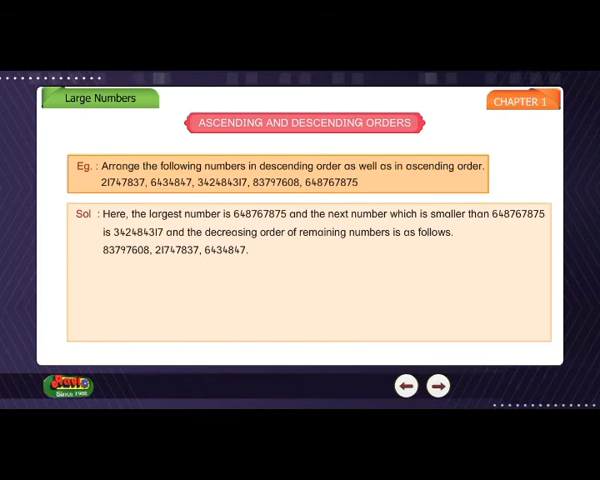 Large Numbers
CHAPTER 1
ASCENDING AND DESCENDING ORDERS
Eg. : Arrange the following numbers in descending order as well as in ascending order.
21747837, 6434847, 342484317, 83797608, 648767875
Sol : Here, the largest number is 648767875 and the next number which is smaller than 648767875
is 342484317 and the decreasing order of remaining numbers is as follows.
83797608, 21747837, 6434847.
Since 1988